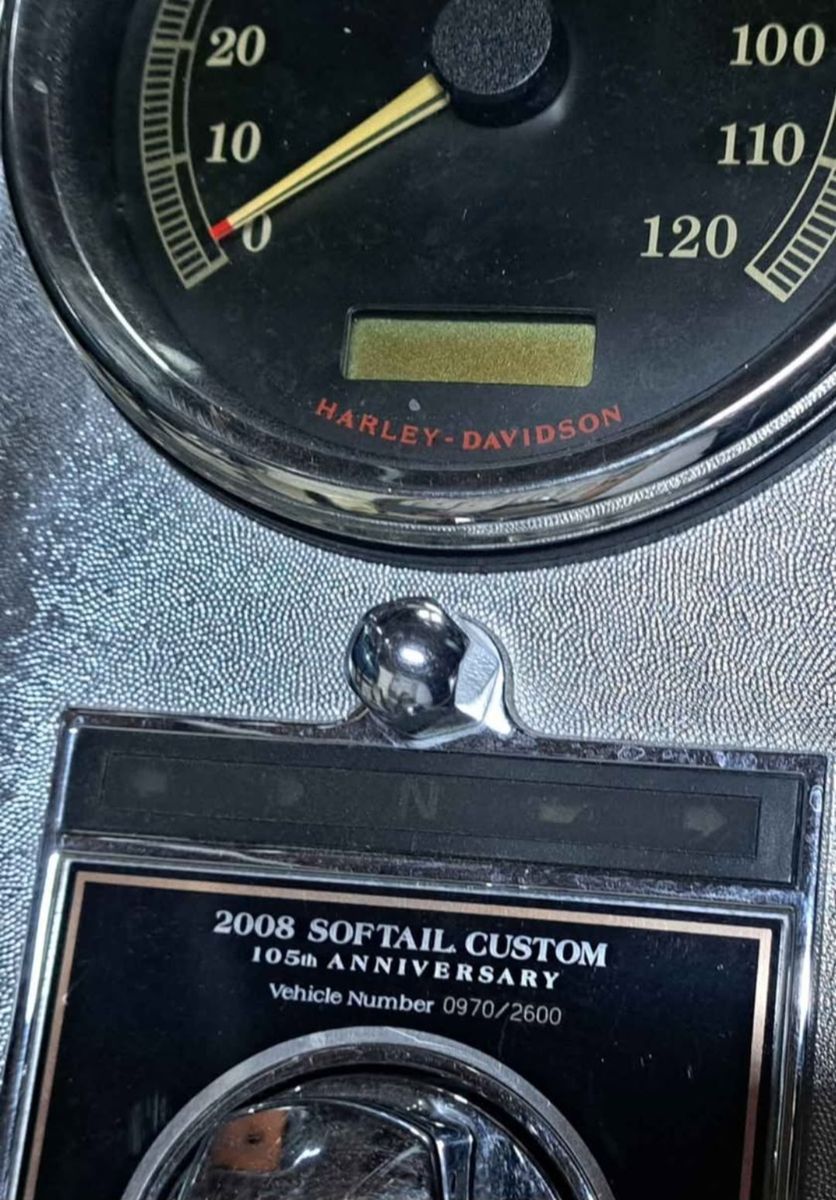 20
100
10
110
0
120
HARLEY-DAVIDSON
N
2008 SOFTAIL CUSTOM
105th ANNIVERSARY
Vehicle Number 0970/2600